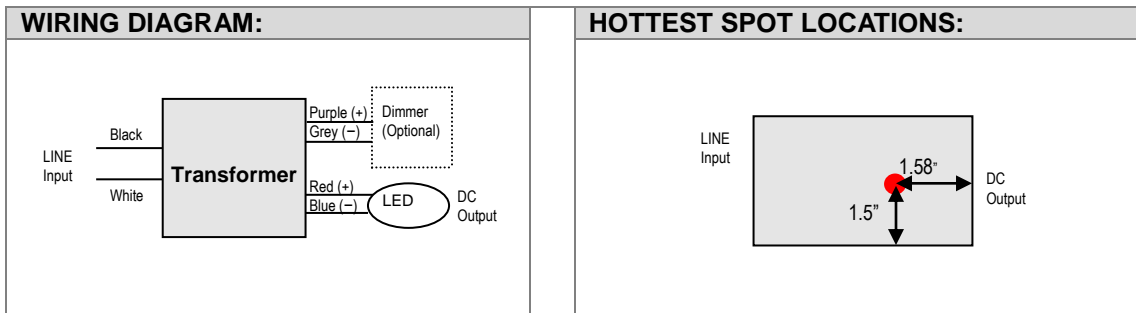 WIRING DIAGRAM:
LINE
Input
Black
White
Transformer
Purple (+)
Grey (−)
Dimmer
(Optional)
Red (+)
Blue (−)
LED
DC
Output
HOTTEST SPOT LOCATIONS:
LINE
Input
1.58”
1.5”
DC
Output